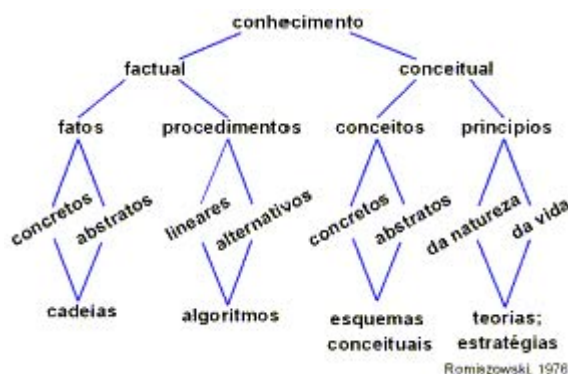 conhecimento
factual
conceitual
fatos
procedimentos
conceitos
principios
concretos
abstratos
lineares
alternativos
concretos
abstratos
da natureza
da vida
cadeias
algoritmos
esquemas
conceituais
teorias;
estratégias
Romiszowski, 1976